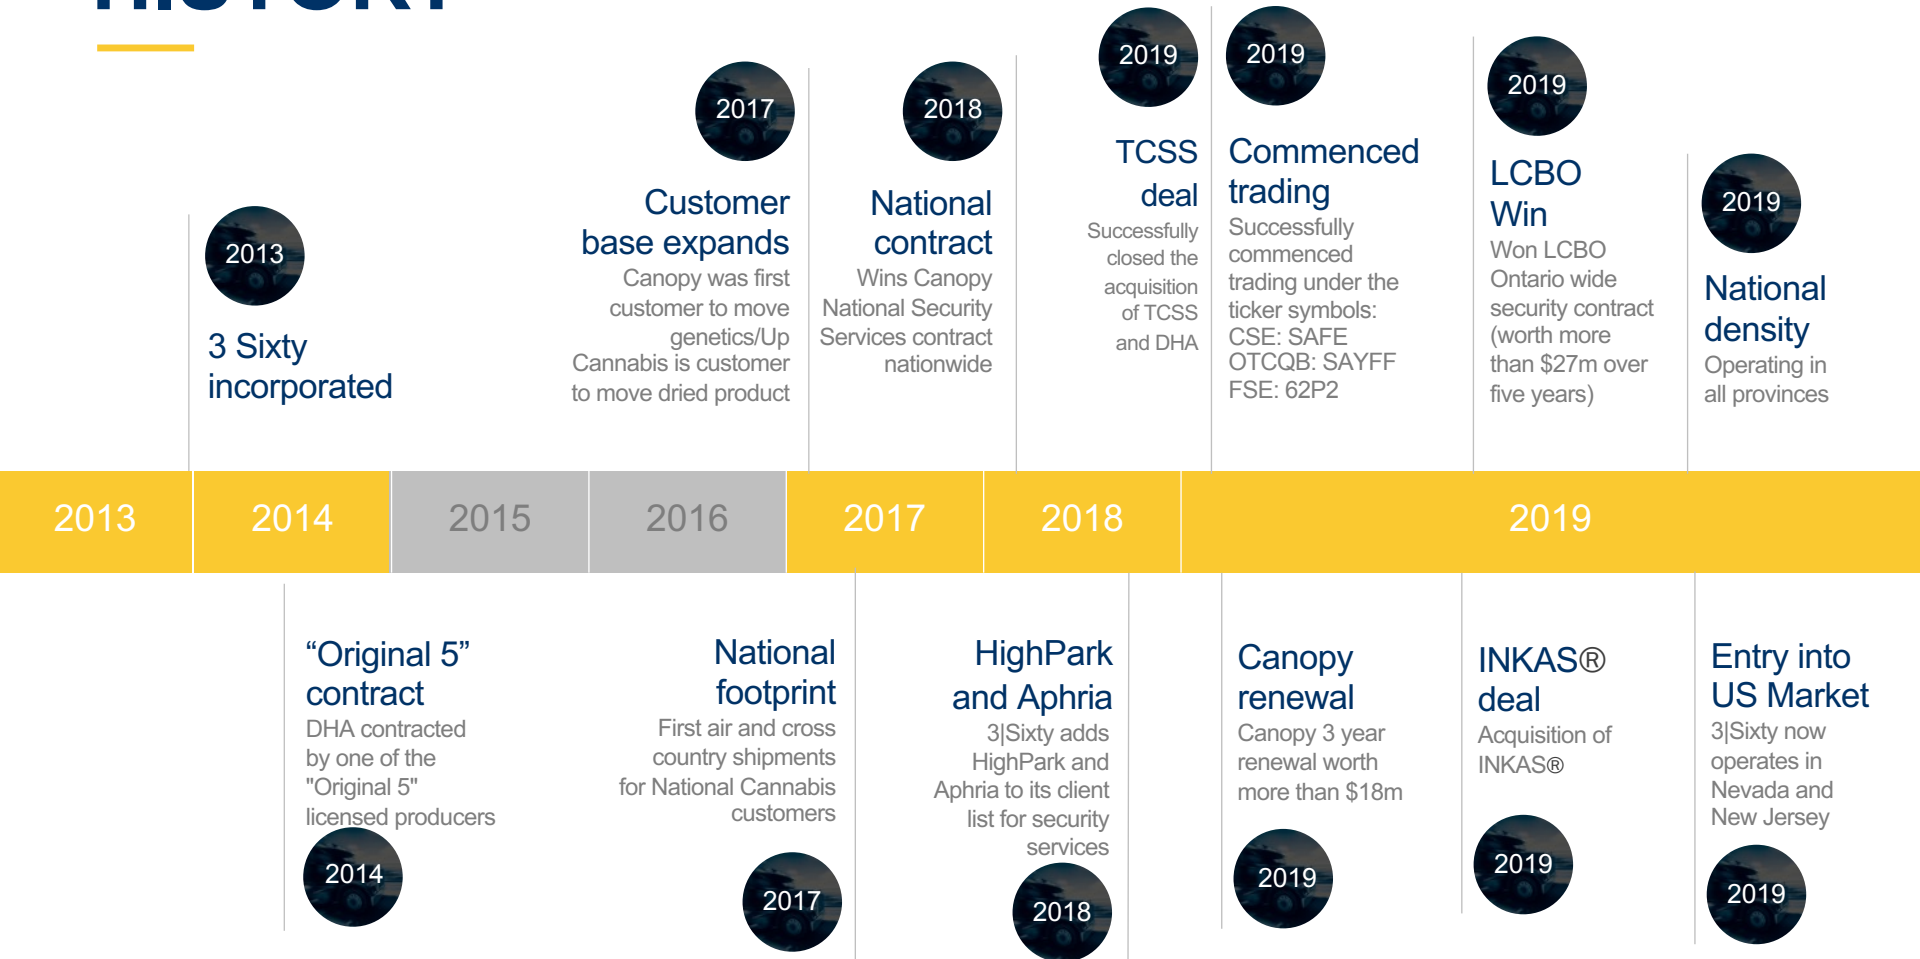 HISTORY
2013
3 Sixty
incorporated
2017
Customer
base expands
Canopy was first
customer to move
genetics/Up
Cannabis is customer
to move dried product
2018
National
contract
Wins Canopy
National Security
Services contract
nationwide
2019
TCSS
deal
Successfully
closed the
acquisition
of TCSS
and DHA
2019
Commenced
trading
Successfully
commenced
trading under the
ticker symbols:
CSE: SAFE
OTCQB: SAYFF
FSE: 62P2
2019
LCBO
Win
Won LCBO
Ontario wide
security contract
(worth more
than $27m over
five years)
2019
National
density
Operating in
all provinces
2013
2014
2015
2016
2017
2018
2019
“Original 5”
contract
DHA contracted
by one of the
"Original 5"
licensed producers
2014
National
footprint
First air and cross
country shipments
for National Cannabis
customers
2017
HighPark
and Aphria
3|Sixty adds
HighPark and
Aphria to its client
list for security
services
2018
Canopy
renewal
Canopy 3 year
renewal worth
more than $18m
2019
INKAS®
deal
Acquisition of
INKAS®
2019
Entry into
US Market
3|Sixty now
operates in
Nevada and
New Jersey
2019